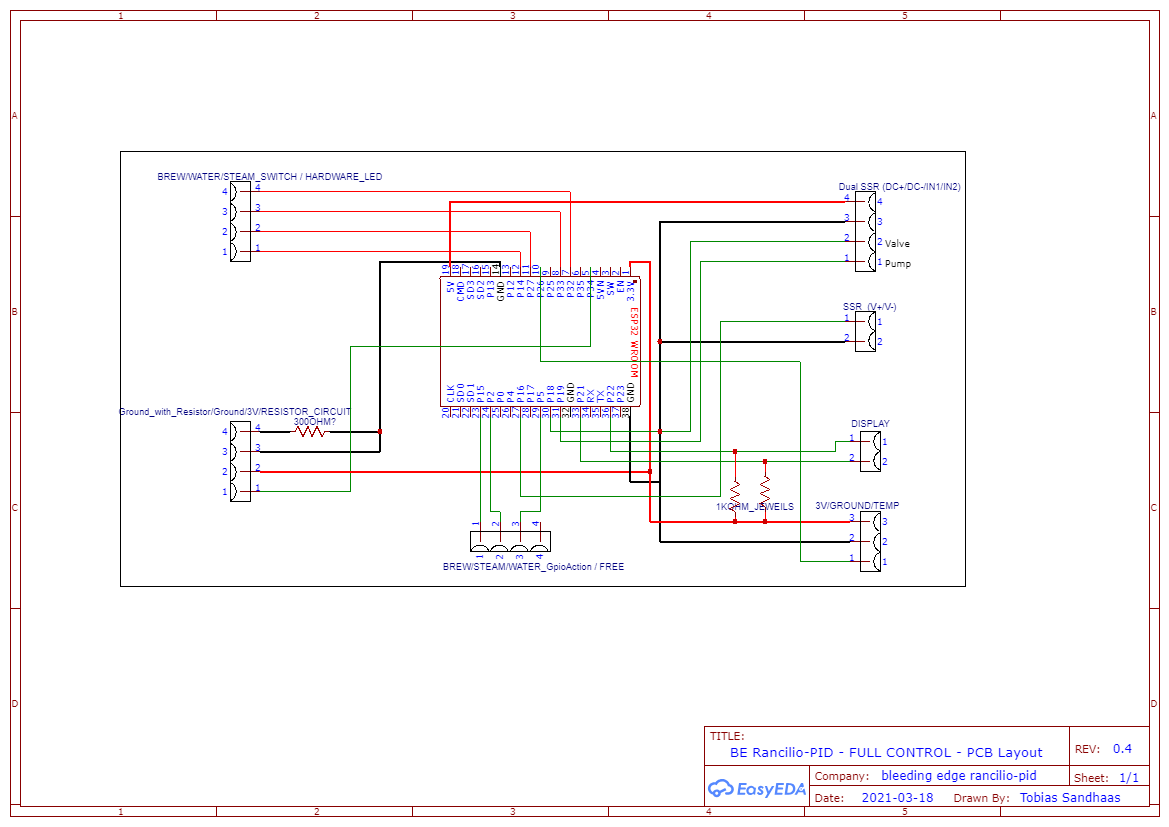 1 2 3 4 5
A A
B B
C C
D D
BREW/WATER/STEAM_SWITCH / HARDWARE_LED
4 4
3 3
2 2
1 1
Dual SSR (DC+/DC-/IN1/IN2)
4 4
3 3
2 2 Valve
1 1 Pump
19 18 17 16 15 14 13 12 11 10 9 8 7 6 5 4 3 2 1
5V CMD SD3 SD2 P13 GND P12 P14 P27 P26 P25 P33 P32 P35 P34 5VN SW EN 3.3V
ESP32 WROOM
SSR (V+/V-)
1 1
2 2
CLK SD0 SD1 P15 P2 P0 P4 P16 P17 P5 P18 P19 GND P21 RX TX P22 P23 GND
20 21 22 23 24 25 26 27 28 29 30 31 32 33 34 35 36 37 38
Ground_with_Resistor/Ground/3V/RESISTOR_CIRCUIT
300OHM?
4 4
3 3
2 2
1 1
DISPLAY
1 1
2 2
1KOHM_JEWEILS
3V/GROUND/TEMP
3 3
2 2
1 1
1 2 3 4
1 2 3 4
BREW/STEAM/WATER_GpioAction / FREE
TITLE:
BE Rancilio-PID - FULL CONTROL - PCB Layout
REV: 0.4
EasyEDA
Company: bleeding edge rancilio-pid
Sheet: 1/1
Date: 2021-03-18 Drawn By: Tobias Sandhaas
1 2 3 4 5